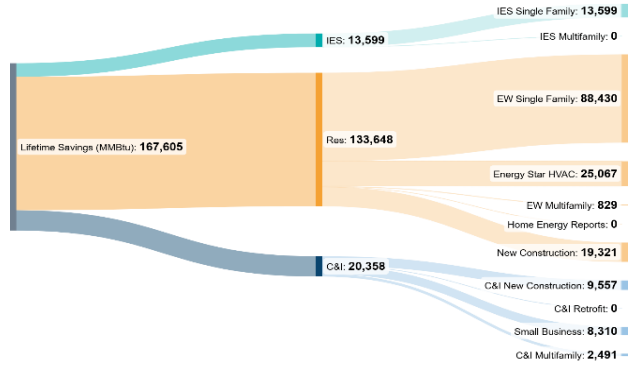 IES Single Family: 13,599
IES: 13,599
IES Multifamily: 0
EW Single Family: 88,430
Lifetime Savings (MMBtu): 167,605
Res: 133,648
Energy Star HVAC: 25,067
EW Multifamily: 829
Home Energy Reports: 0
New Construction: 19,321
C&I: 20,358
C&I New Construction: 9,557
C&I Retrofit: 0
Small Business: 8,310
C&I Multifamily: 2,491